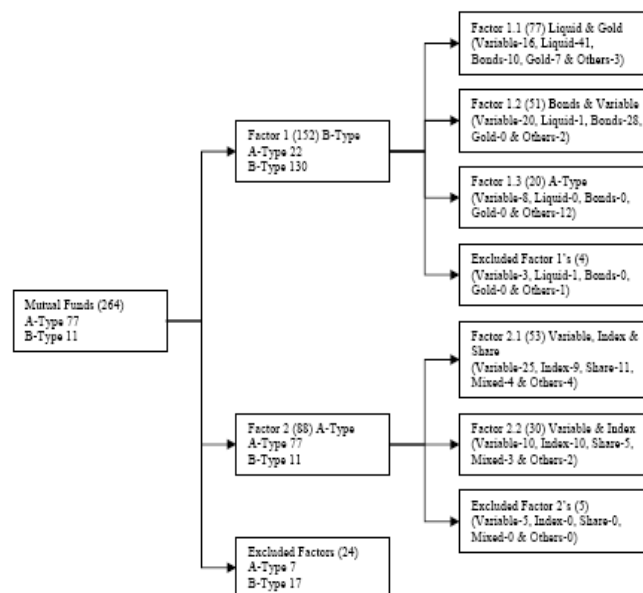 Factor 1.1 (77) Liquid & Gold
(Variable-16, Liquid-41,
Bonds-10, Gold-7 & Others-3)
Factor 1.2 (51) Bonds & Variable
(Variable-20, Liquid-1, Bonds-28,
Gold-0 & Others-2)
Factor 1 (152) B-Type
A-Type 22
B-Type 130
Factor 1.3 (20) A-Type
(Variable-8, Liquid-0, Bonds-0,
Gold-0 & Others-12)
Excluded Factor 1's (4)
(Variable-3, Liquid-1, Bonds-0,
Gold-0 & Others-1)
Mutual Funds (264)
A-Type 77
B-Type 11
Factor 2.1 (53) Variable, Index &
Share
(Variable-25, Index-9, Share-11,
Mixed-4 & Others-4)
Factor 2 (88) A-Type
A-Type 77
B-Type 11
Factor 2.2 (30) Variable & Index
(Variable-10, Index-10, Share-5,
Mixed-3 & Others-2)
Excluded Factor 2's (5)
(Variable-5, Index-0, Share-0,
Mixed-0 & Others-0)
Excluded Factors (24)
A-Type 7
B-Type 17